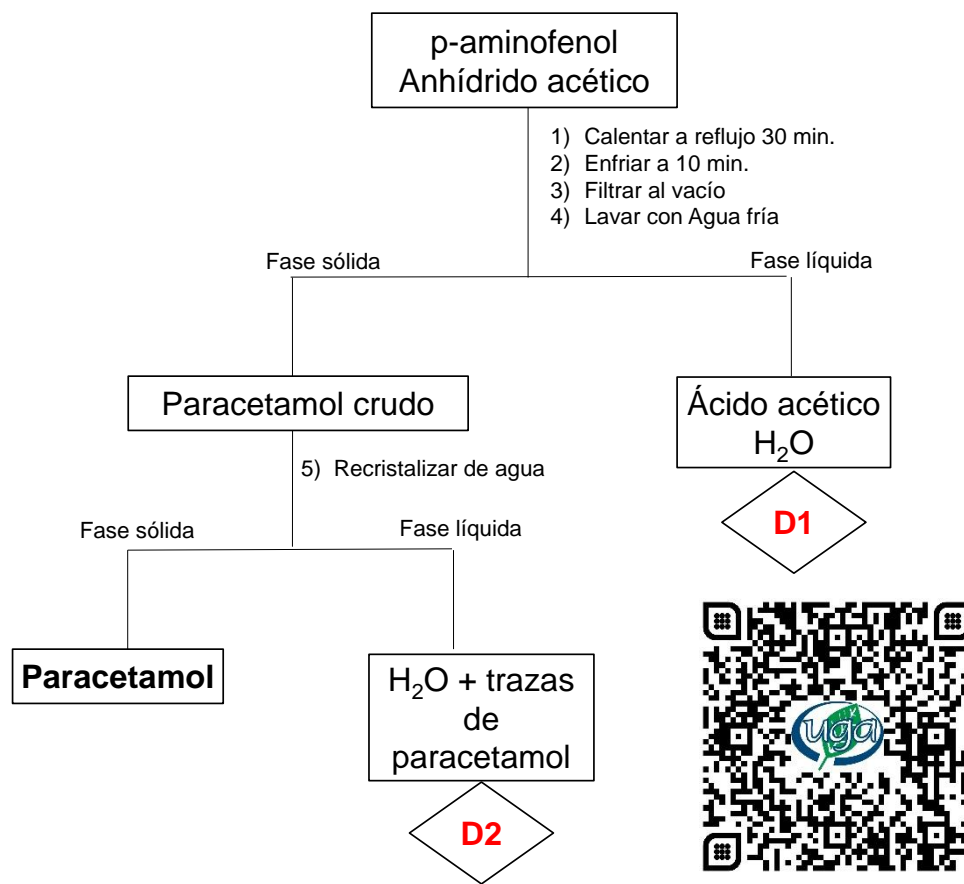 p-aminofenol
Anhídrido acético
1) Calentar a reflujo 30 min.
2) Enfriar a 10 min.
3) Filtrar al vacío
4) Lavar con Agua fría
Fase sólida
Fase líquida
Paracetamol crudo
Ácido acético
H₂O
5) Recristalizar de agua
D1
Fase sólida
Fase líquida
Paracetamol
H₂O + trazas
de
paracetamol
uga
D2